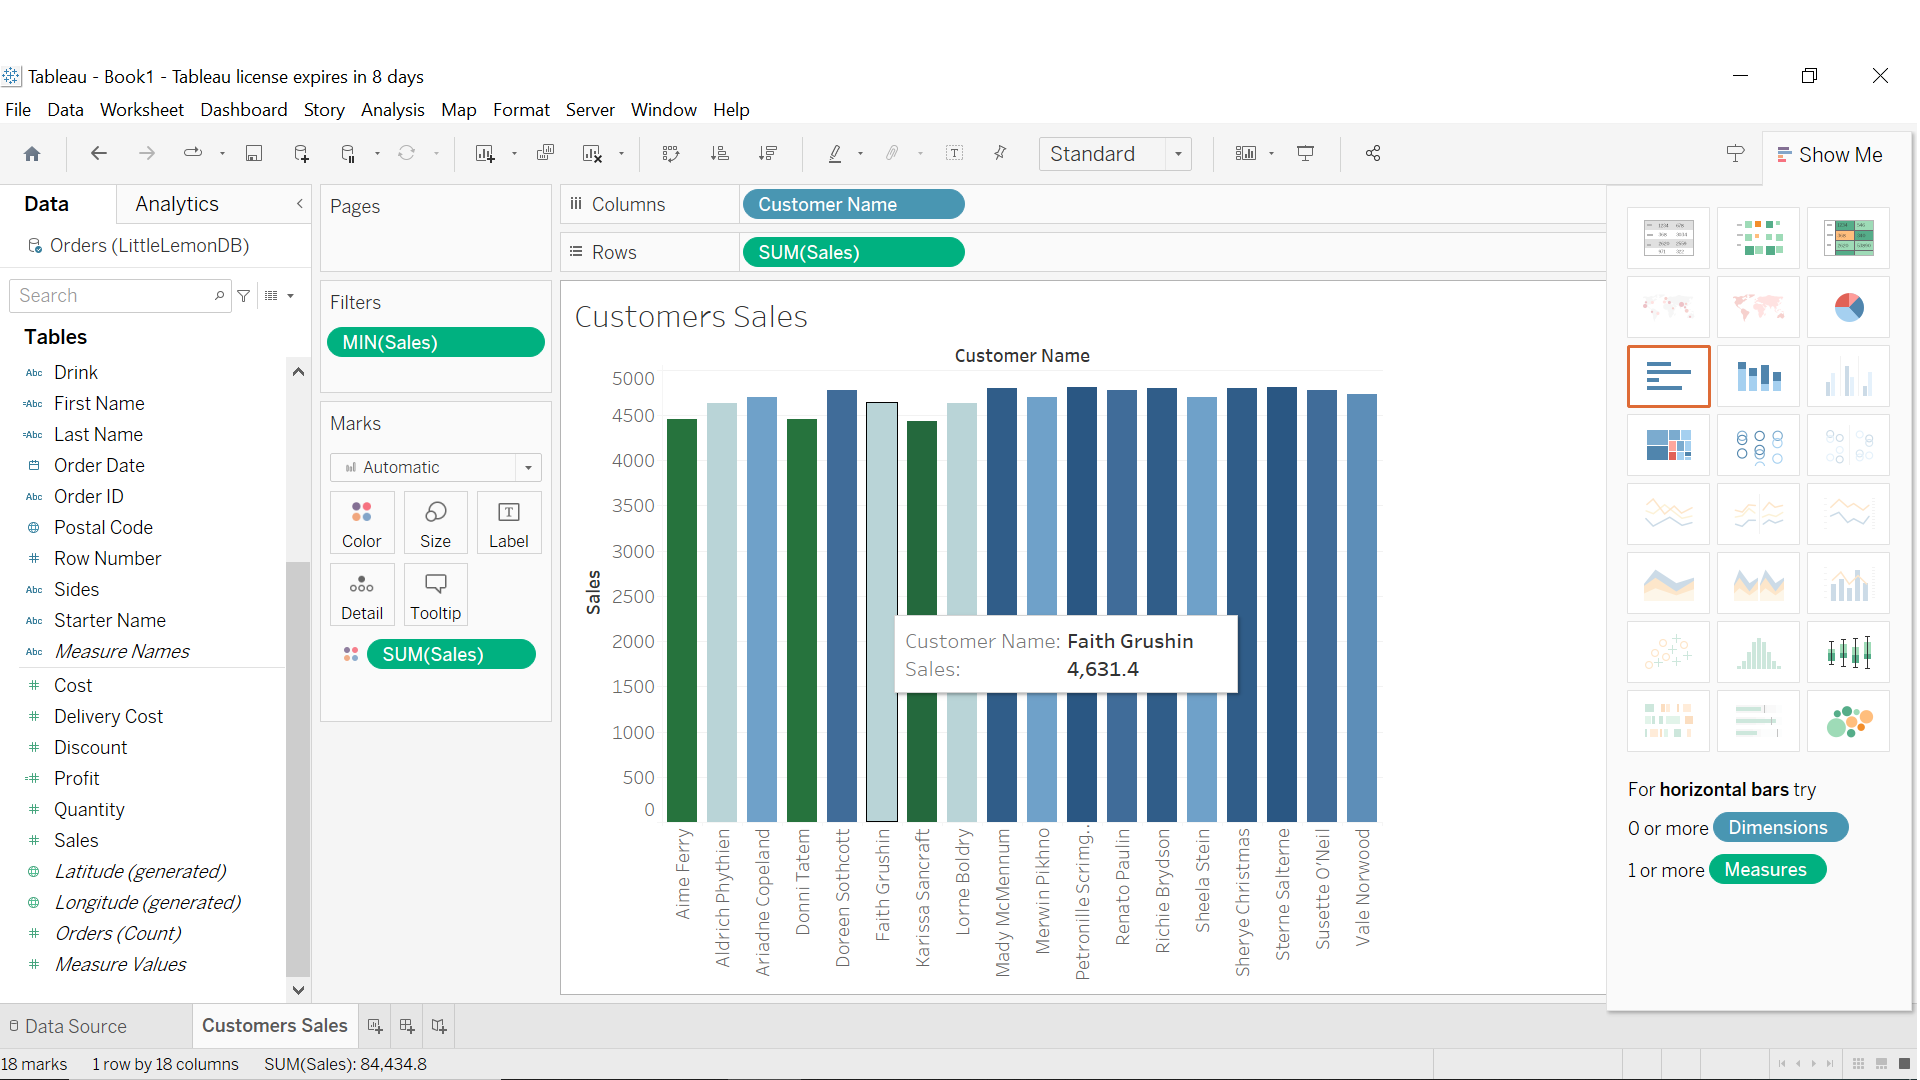 Tableau - Book1 - Tableau license expires in 8 days
File Data Worksheet Dashboard Story Analysis Map Format Server Window Help
Standard
Show Me
Data Analytics
Orders (LittleLemonDB)
Search
Tables
Abc Drink
=Abc First Name
=Abc Last Name
Order Date
Abc Order ID
Postal Code
# Row Number
Abc Sides
Abc Starter Name
Abc Measure Names
# Cost
# Delivery Cost
# Discount
=# Profit
# Quantity
# Sales
Latitude (generated)
Longitude (generated)
# Orders (Count)
# Measure Values
Pages
Filters
MIN(Sales)
Marks
Automatic
Color Size Label
Detail Tooltip
SUM(Sales)
Columns Customer Name
Rows SUM(Sales)
Customers Sales
Customer Name
Sales
5000
4500
4000
3500
3000
2500
2000
1500
1000
500
0
Customer Name: Faith Grushin
Sales: 4,631.4
Aime Ferry
Aldrich Phythien
Ariadne Copeland
Donni Tatem
Doreen Sothcott
Faith Grushin
Karissa Sancraft
Lorne Boldry
Mady McMennum
Merwin Pikhno
Petronille Scrimg..
Renato Paulin
Richie Brydson
Sheela Stein
Sherye Christmas
Sterne Salterne
Susette O'Neil
Vale Norwood
For horizontal bars try
0 or more Dimensions
1 or more Measures
Data Source Customers Sales
18 marks 1 row by 18 columns SUM(Sales): 84,434.8